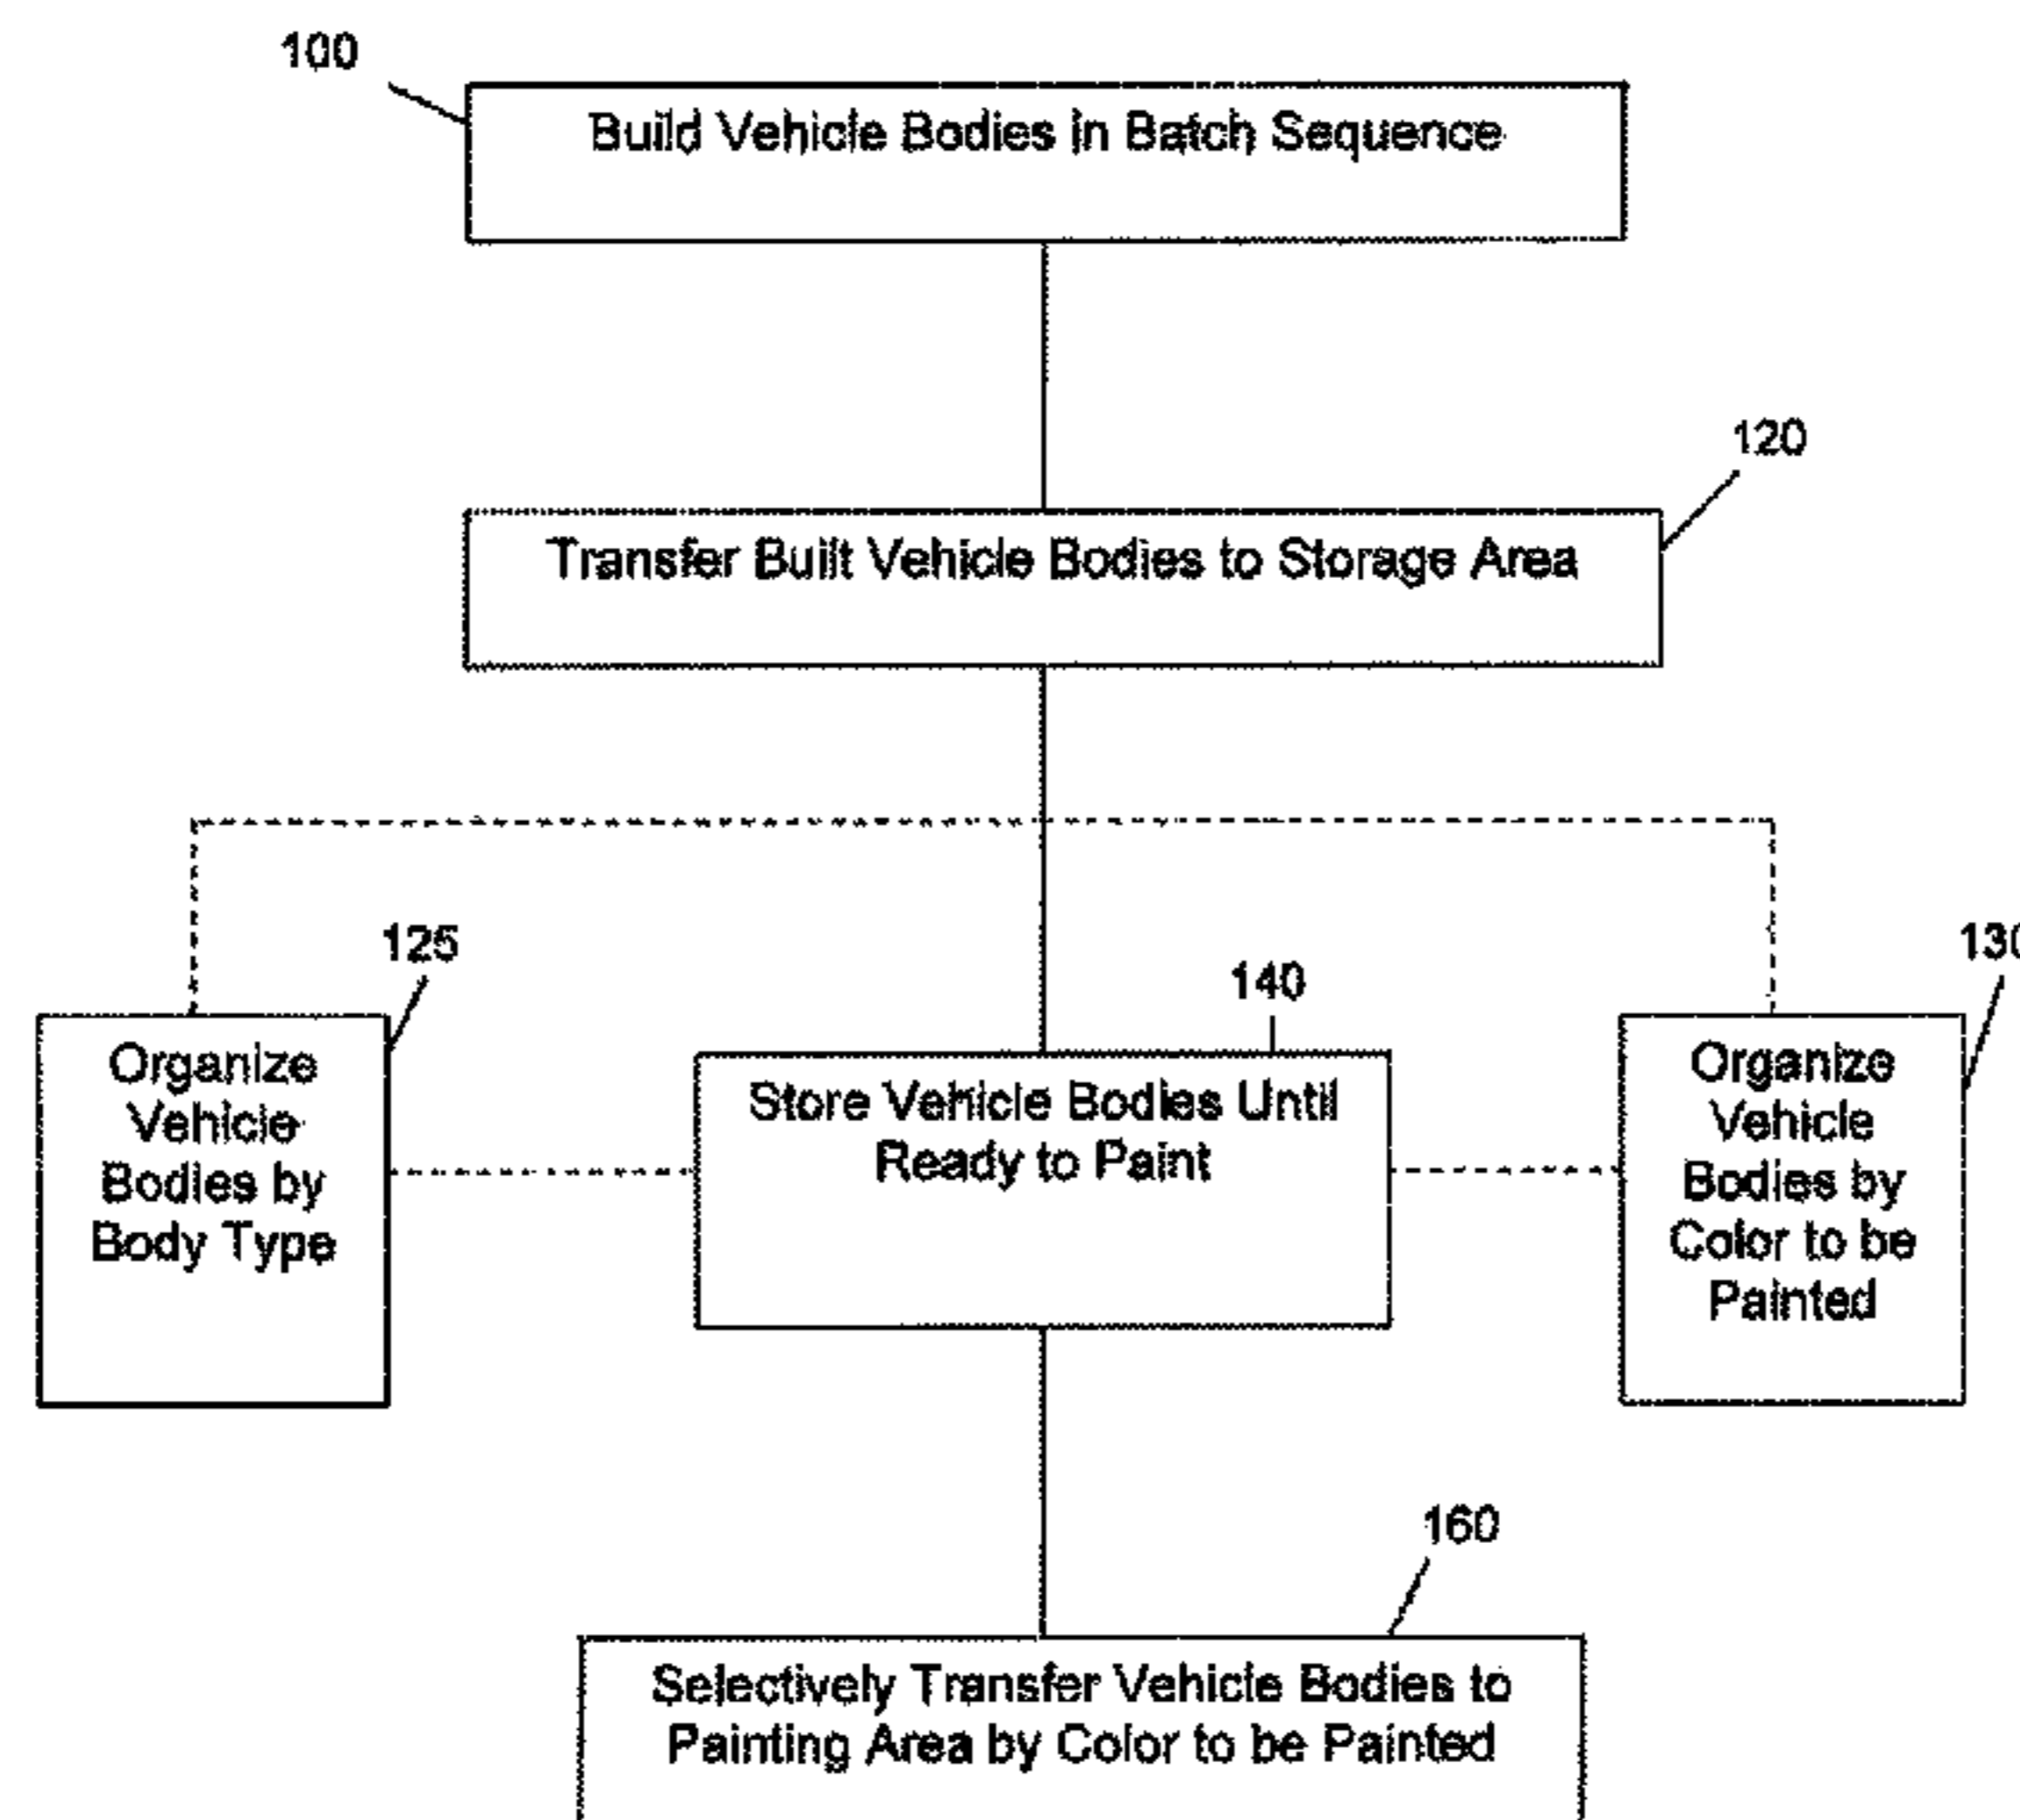 100
Build Vehicle Bodies in Batch Sequence
120
Transfer Built Vehicle Bodies to Storage Area
125
Organize
Vehicle
Bodies by
Body Type
140
Store Vehicle Bodies Until
Ready to Paint
130
Organize
Vehicle
Bodies by
Color to be
Painted
160
Selectively Transfer Vehicle Bodies to
Painting Area by Color to be Painted